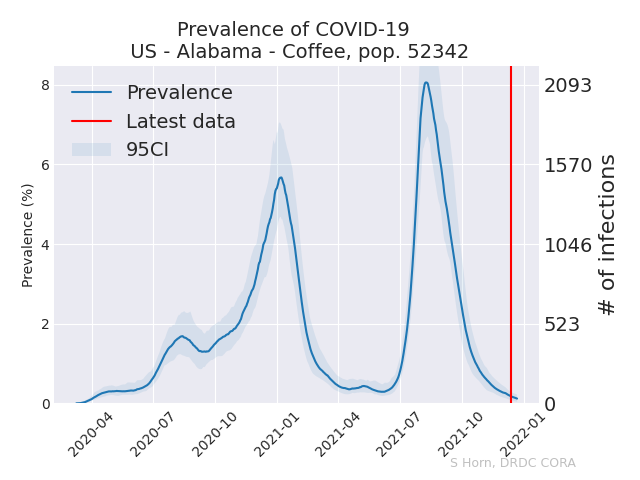 Prevalence of COVID-19
US - Alabama - Coffee, pop. 52342
Prevalence
Latest data
95CI
Prevalence (%)
8
6
4
2
0
2093
1570
1046
523
0
# of infections
2020-04
2020-07
2020-10
2021-01
2021-04
2021-07
2021-10
2022-01
S Horn, DRDC CORA